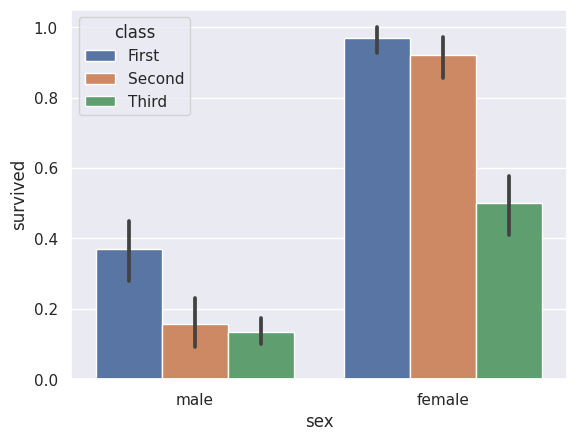 class
First
Second
Third
1.0
0.8
0.6
0.4
0.2
0.0
survived
male
female
sex